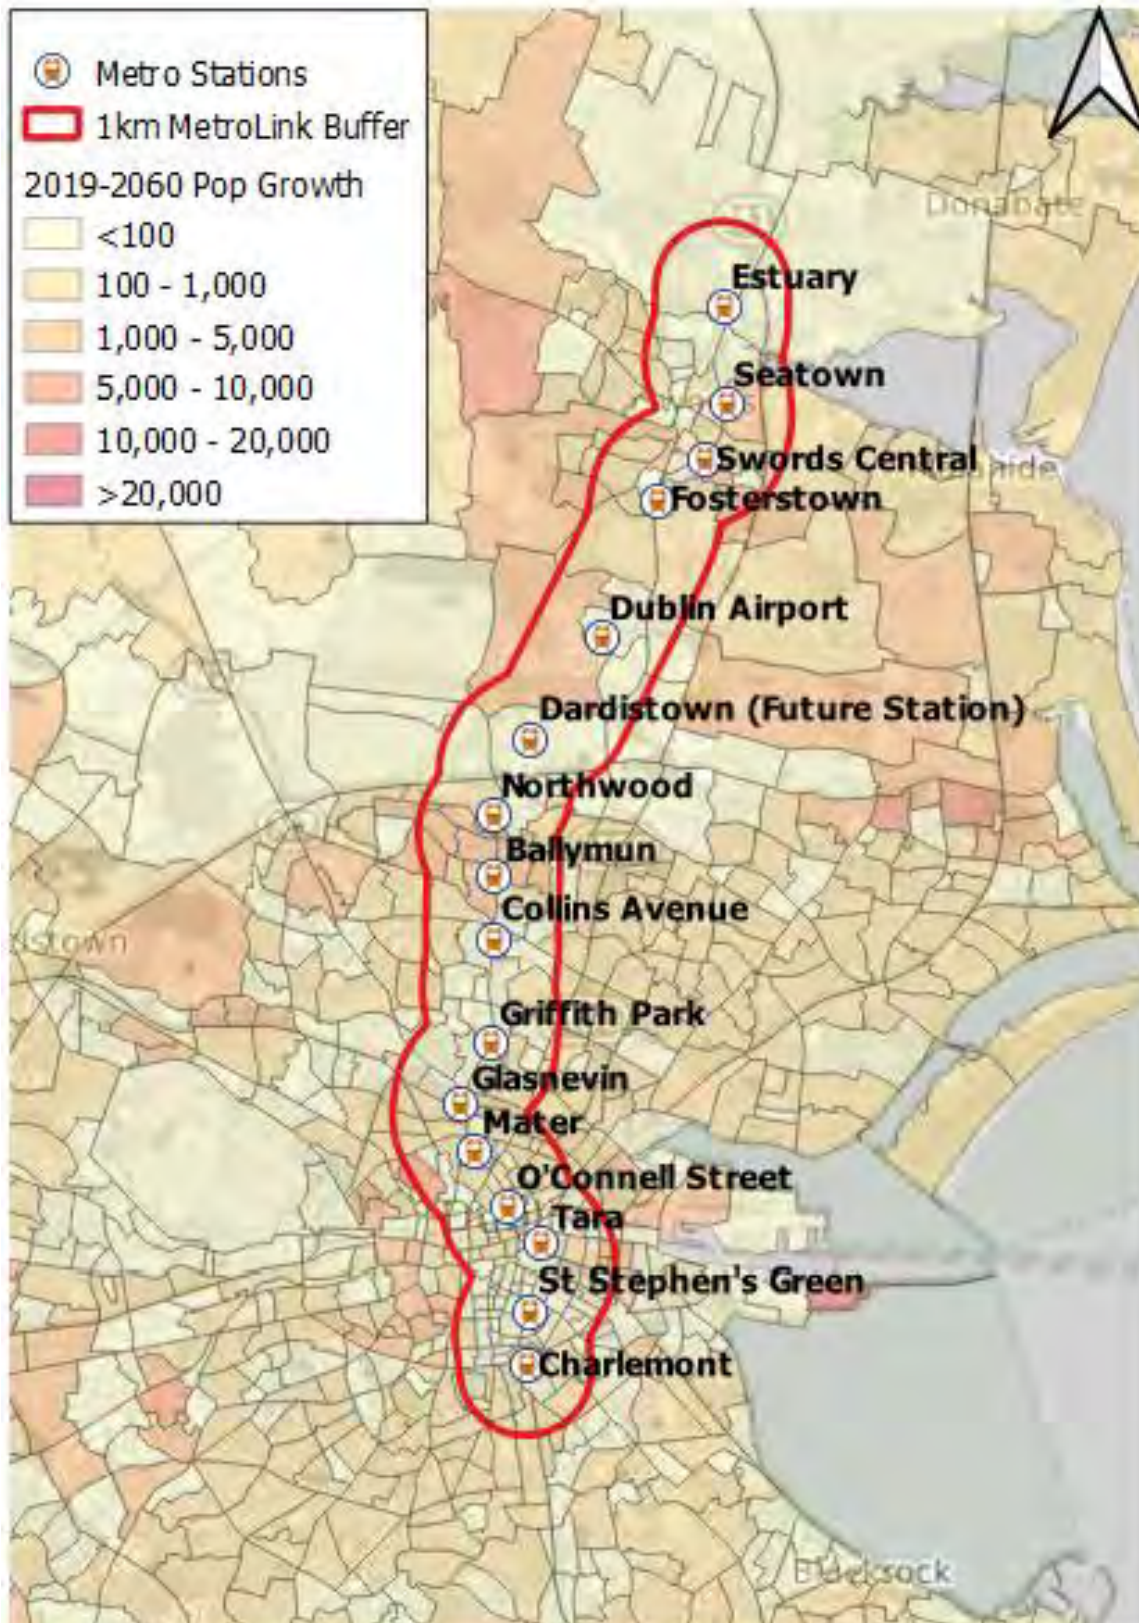 Metro Stations
1km MetroLink Buffer
2019-2060 Pop Growth
<100
100 - 1,000
1,000 - 5,000
5,000 - 10,000
10,000 - 20,000
>20,000
Donabate
Estuary
Seatown
Swords Central
Fosterstown
Dublin Airport
Dardistown (Future Station)
Northwood
Ballymun
Collins Avenue
Griffith Park
Glasnevin
Mater
O'Connell Street
Tara
St Stephen's Green
Charlemont
Blackrock